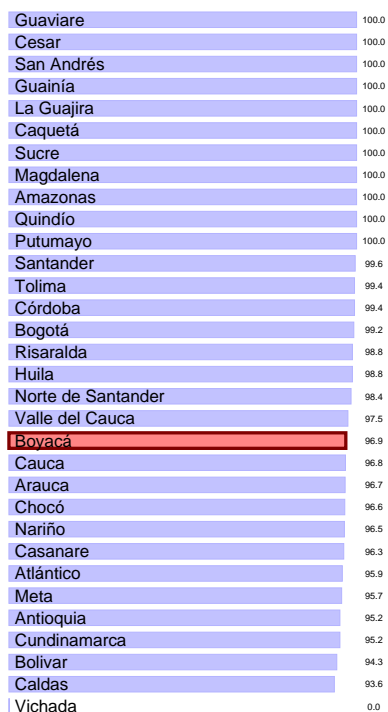 Guaviare 100.0
Cesar 100.0
San Andrés 100.0
Guainía 100.0
La Guajira 100.0
Caquetá 100.0
Sucre 100.0
Magdalena 100.0
Amazonas 100.0
Quindío 100.0
Putumayo 100.0
Santander 99.6
Tolima 99.4
Córdoba 99.4
Bogotá 99.2
Risaralda 98.8
Huila 98.8
Norte de Santander 98.4
Valle del Cauca 97.5
Boyacá 96.9
Cauca 96.8
Arauca 96.7
Chocó 96.6
Nariño 96.5
Casanare 96.3
Atlántico 95.9
Meta 95.7
Antioquia 95.2
Cundinamarca 95.2
Bolivar 94.3
Caldas 93.6
Vichada 0.0